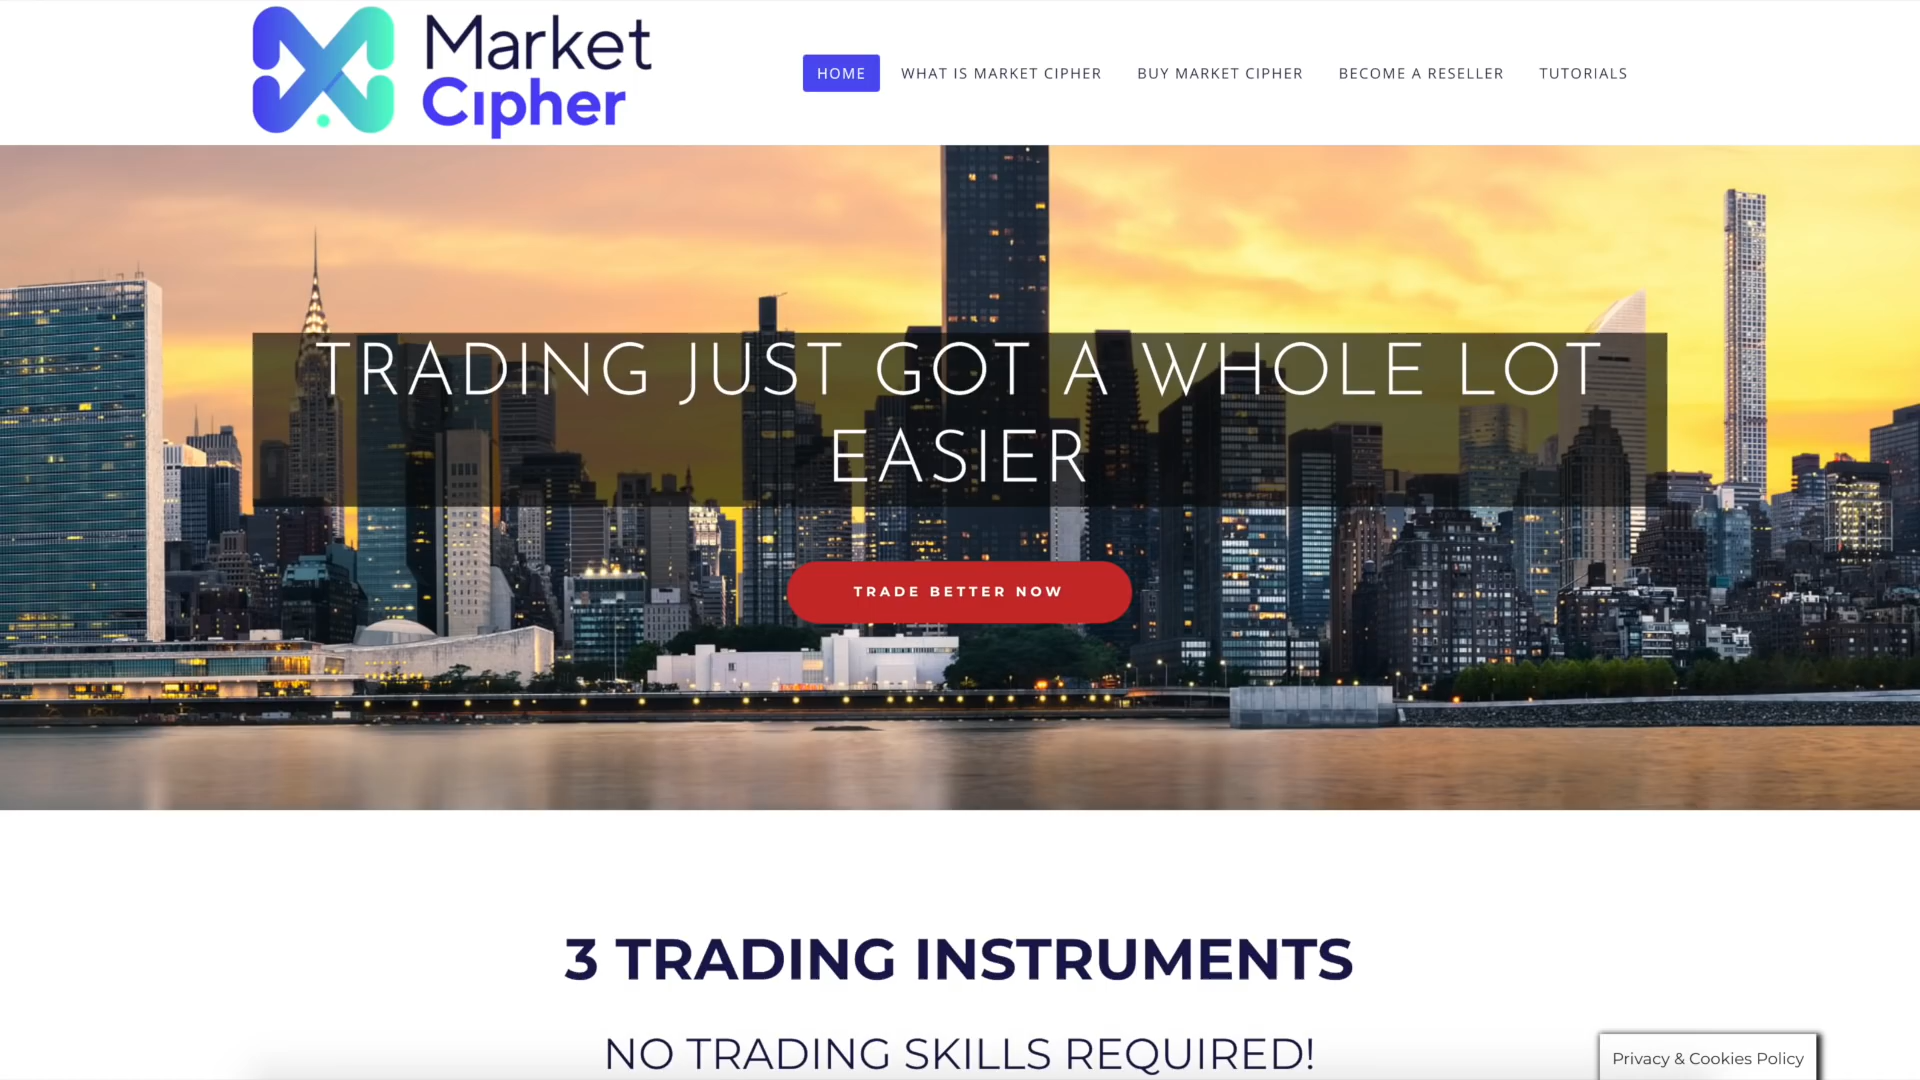 Market
Cipher
HOME
WHAT IS MARKET CIPHER
BUY MARKET CIPHER
BECOME A RESELLER
TUTORIALS
TRADING JUST GOT A WHOLE LOT
EASIER
TRADE BETTER NOW
3 TRADING INSTRUMENTS
NO TRADING SKILLS REQUIRED!
Privacy & Cookies Policy